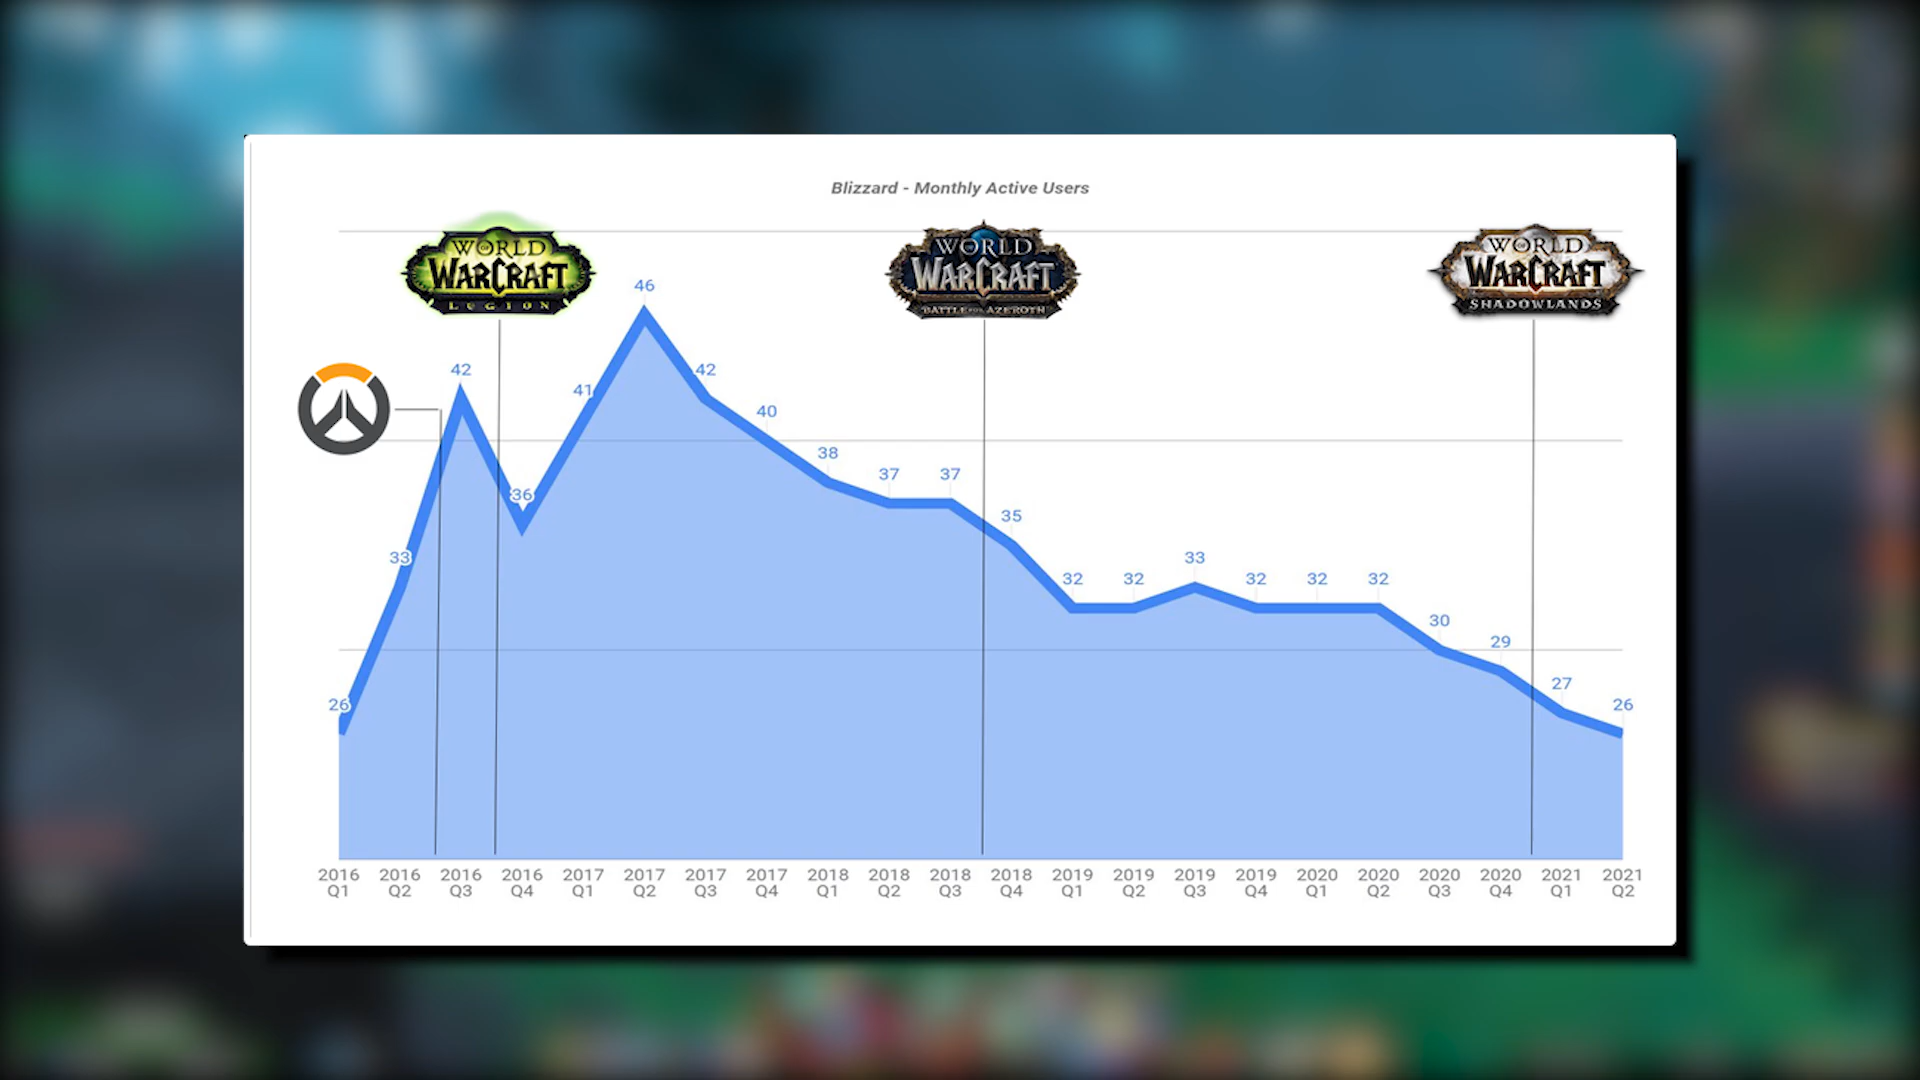 Blizzard - Monthly Active Users
WORLD OF
WARCRAFT
LEGION
WORLD OF
WARCRAFT
BATTLE FOR AZEROTH
WORLD OF
WARCRAFT
SHADOWLANDS
46
42
42
41
40
38
37
37
36
35
33
33
32
32
32
32
32
30
29
27
26
26
2016 Q1
2016 Q2
2016 Q3
2016 Q4
2017 Q1
2017 Q2
2017 Q3
2017 Q4
2018 Q1
2018 Q2
2018 Q3
2018 Q4
2019 Q1
2019 Q2
2019 Q3
2019 Q4
2020 Q1
2020 Q2
2020 Q3
2020 Q4
2021 Q1
2021 Q2